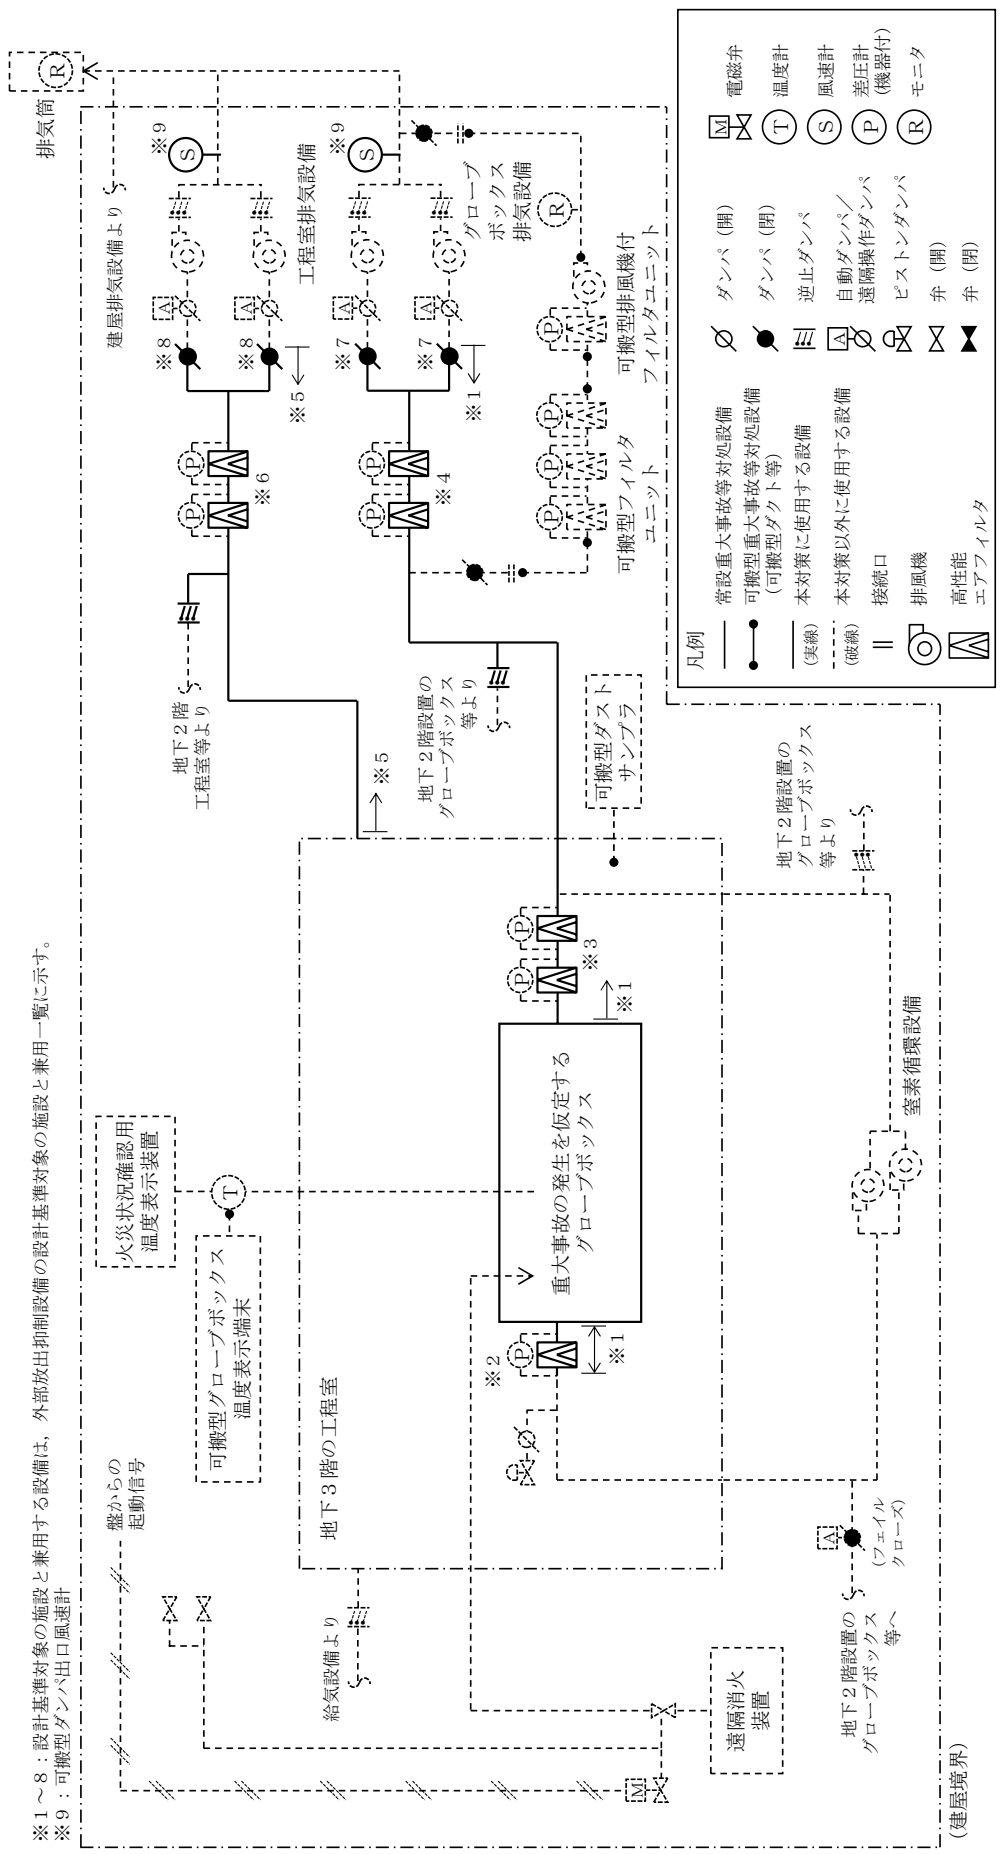 ※1~8：設計基準対象の施設と兼用する設備は，外部放出抑制設備の設計基準対象の施設と兼用一覧に示す。
※9：可搬型ダンパ出口風速計
盤からの
起動信号
火災状況確認用
温度表示装置
T
可搬型グローブボックス
温度表示端末
建屋排気設備より
排気筒
R
地下2階
工程室等より
P
P
※6
※8
※8
※5
A
A
S
※9
工程室排気設備
給気設備より
地下3階の工程室
※5
地下2階設置の
グローブボックス
等より
P
P
※4
※7
※7
※1
A
A
S
※9
グローブ
ボックス
排気設備
※2
P
※1
重大事故の発生を仮定する
グローブボックス
※1
P
P
※3
可搬型ダスト
サンプラ
P
P
P
P
可搬型フィルタ
ユニット
可搬型排風機付
フィルタユニット
R
M
遠隔消火
装置
地下2階設置の
グローブボックス
等へ
A
(フェイル
クローズ)
窒素循環設備
地下2階設置の
グローブボックス
等より
(建屋境界)
凡例
常設重大事故等対処設備
可搬型重大事故等対処設備
(可搬型ダクト等)
(実線)
本対策に使用する設備
(破線)
本対策以外に使用する設備
接続口
排風機
高性能
エアフィルタ
ダンパ（開）
ダンパ（閉）
逆止ダンパ
A
自動ダンパ／
遠隔操作ダンパ
ピストンダンパ
弁（開）
弁（閉）
M
電磁弁
T
温度計
S
風速計
P
差圧計
(機器付)
R
モニタ